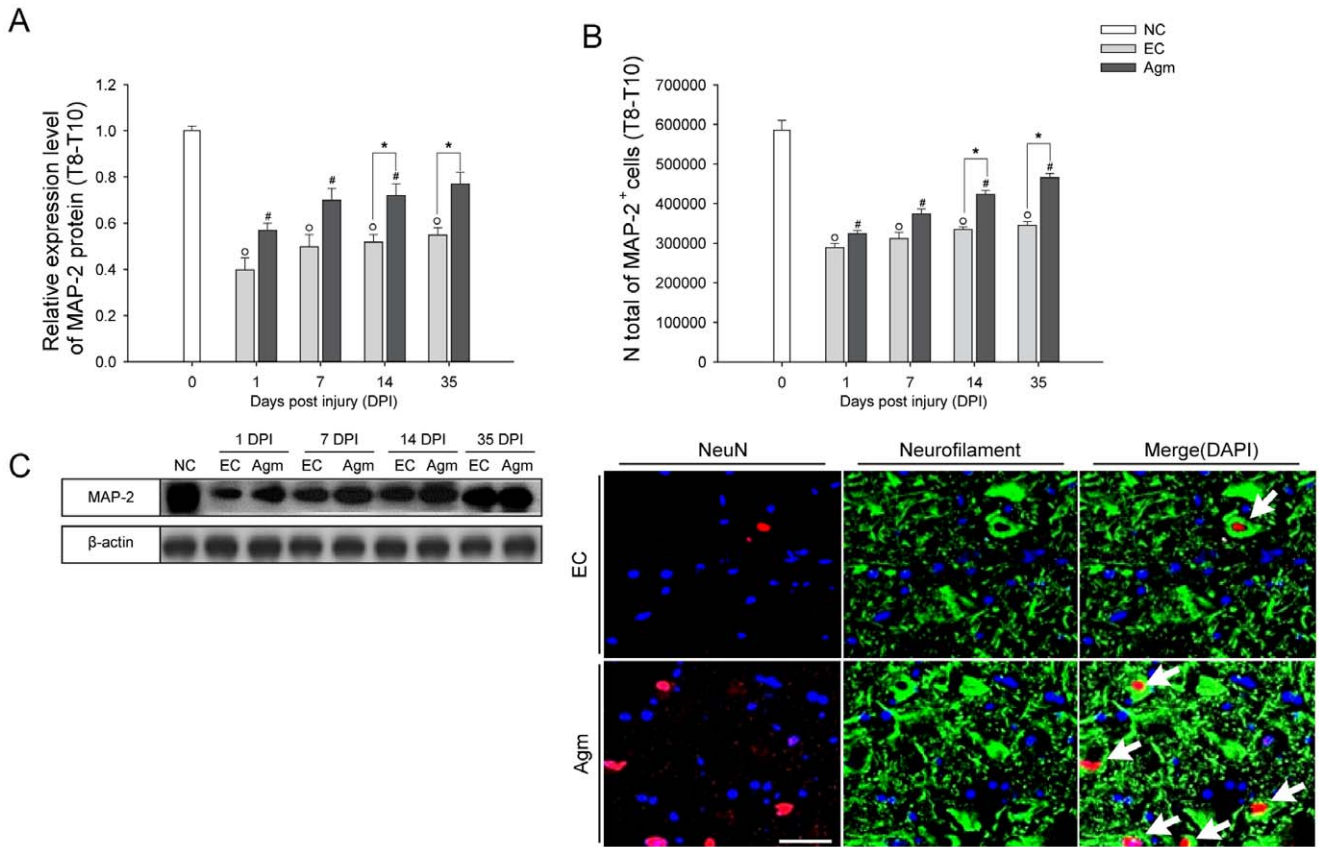 A
Relative expression level
of MAP-2 protein (T8-T10)
1.2
1.0
0.8
0.6
0.4
0.2
0.0
o
#
o
#
o
*
#
o
*
0
1
7
14
35
Days post injury (DPI)
B
NC
EC
Agm
N total of MAP-2+ cells (T8-T10)
700000
600000
500000
400000
300000
200000
100000
0
o
#
o
#
o
*
#
o
*
#
0
1
7
14
35
Days post injury (DPI)
C
1 DPI
7 DPI
14 DPI
35 DPI
NC
EC
Agm
EC
Agm
EC
Agm
EC
Agm
MAP-2
β-actin
NeuN
Neurofilament
Merge(DAPI)
EC
Agm